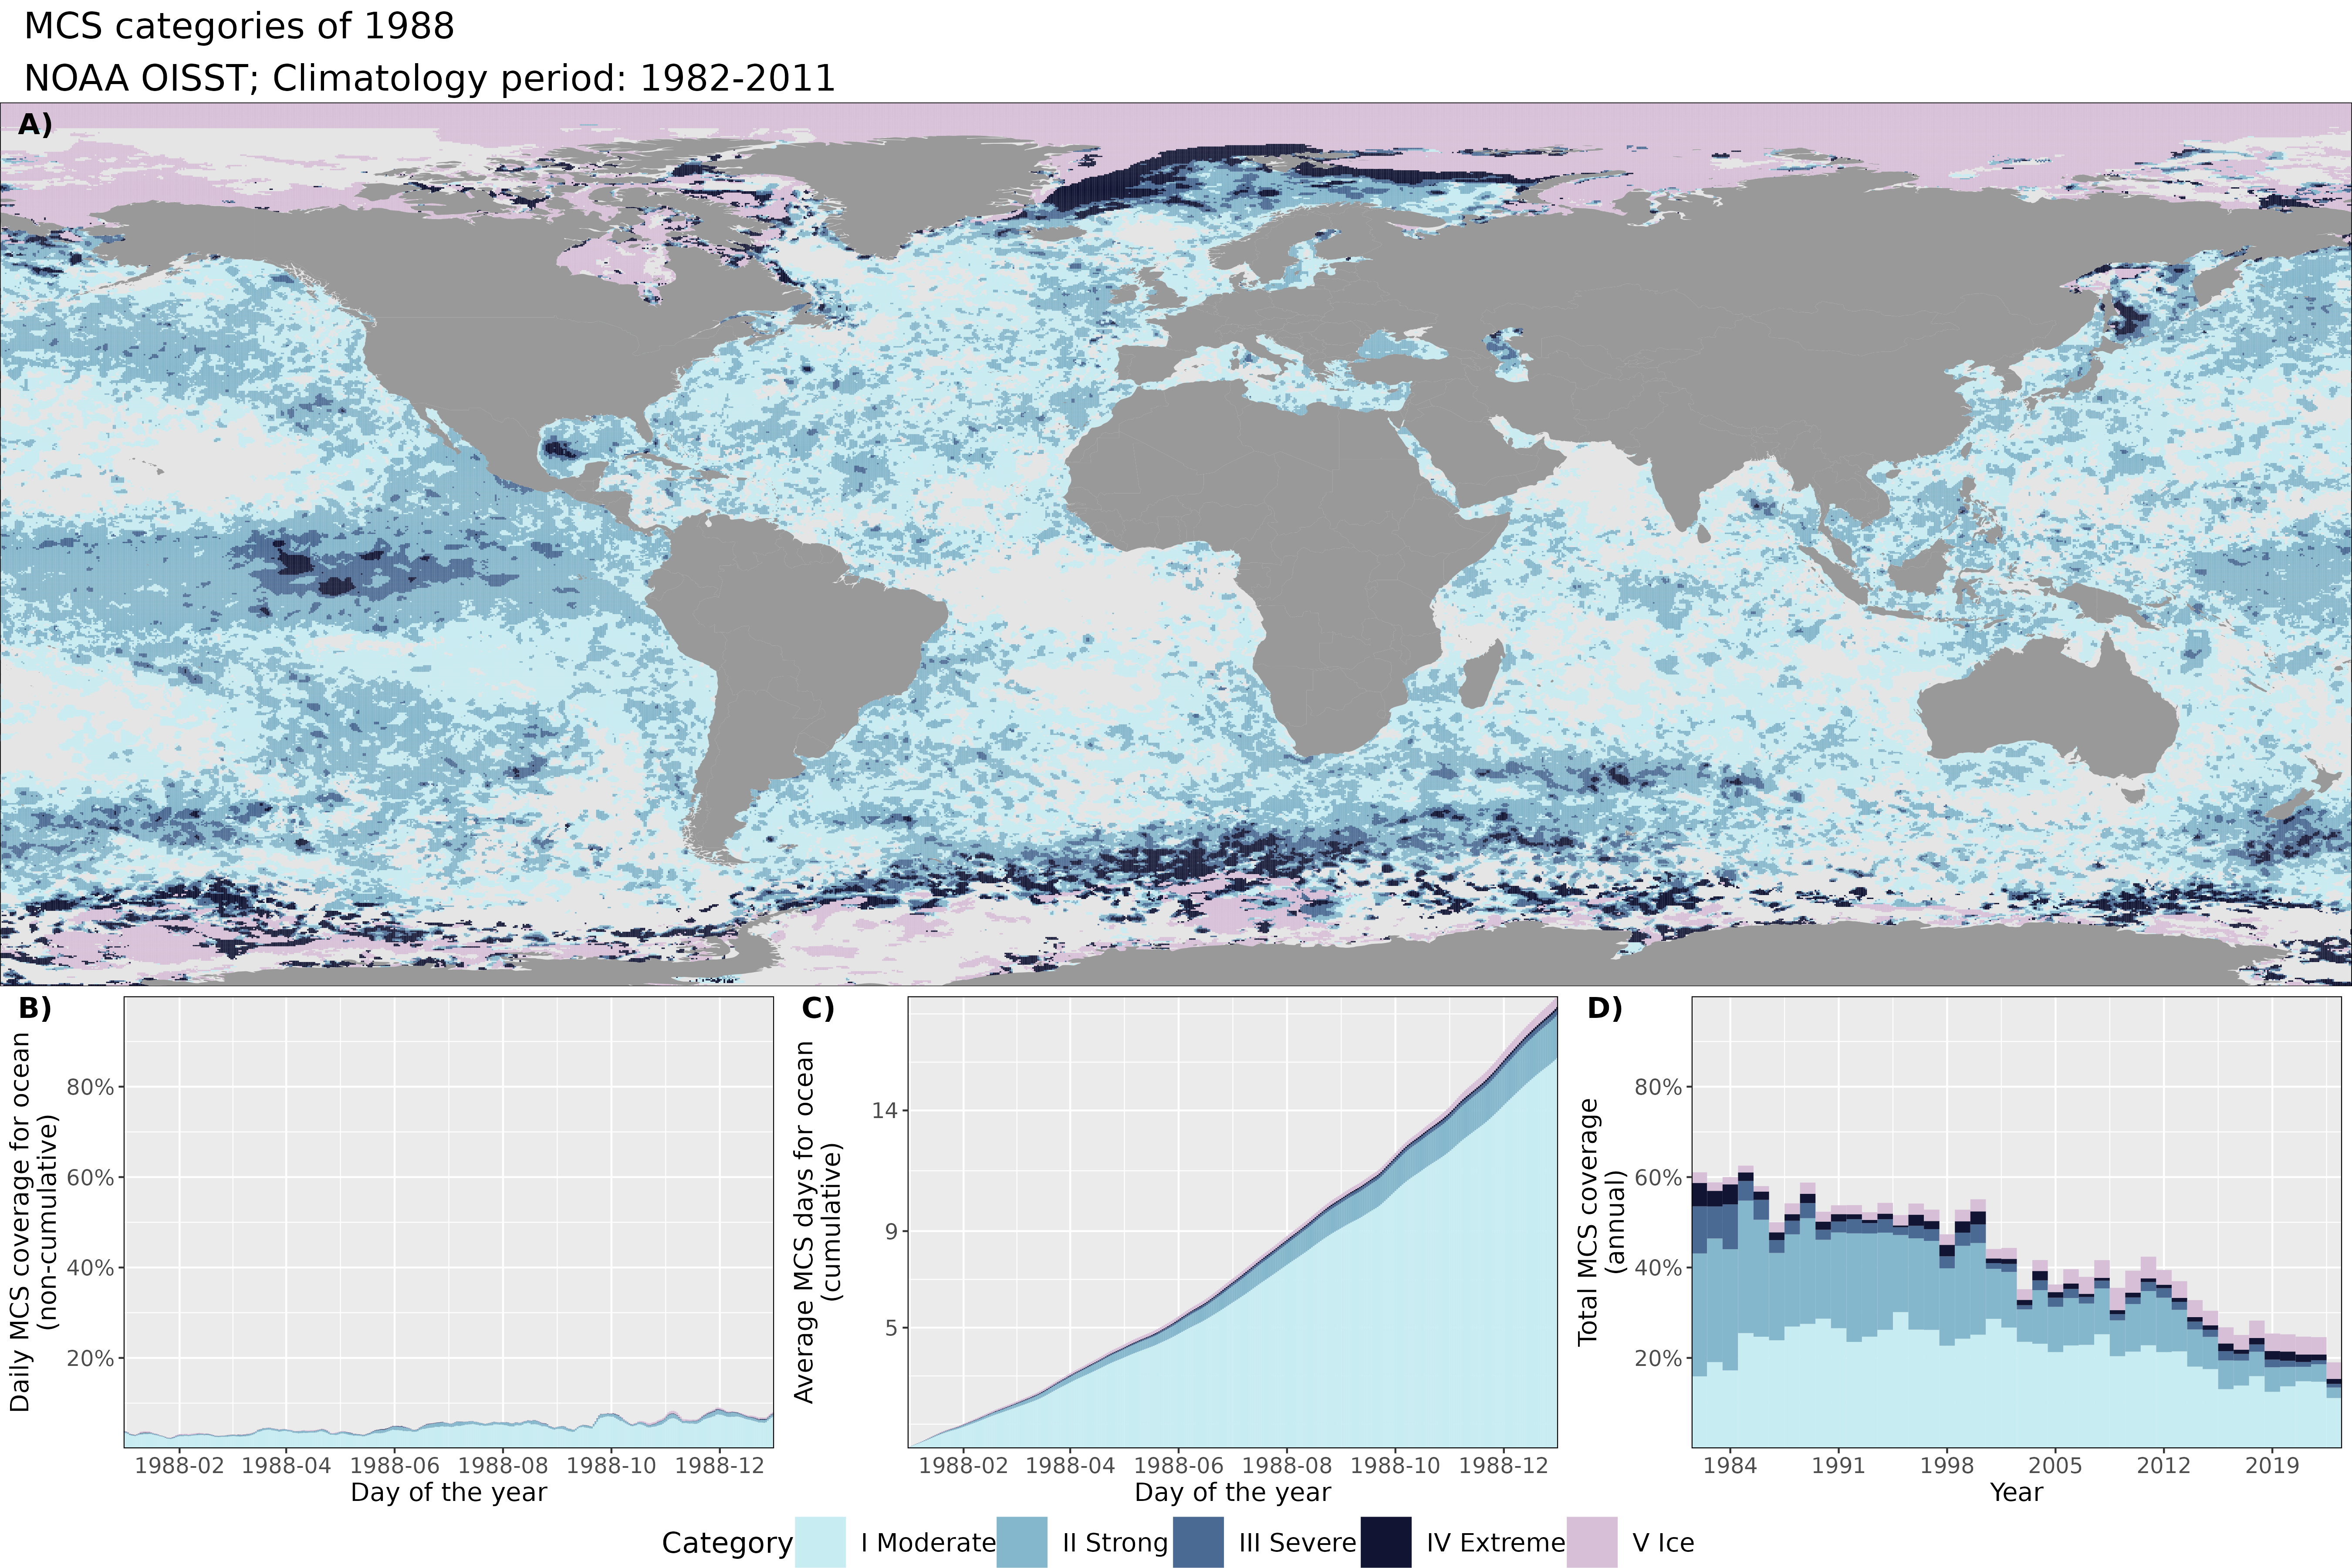 MCS categories of 1988
NOAA OISST; Climatology period: 1982-2011
A)
B)
Daily MCS coverage for ocean
(non-cumulative)
80%
60%
40%
20%
1988-02 1988-04 1988-06 1988-08 1988-10 1988-12
Day of the year
C)
Average MCS days for ocean
(cumulative)
14
9
5
1988-02 1988-04 1988-06 1988-08 1988-10 1988-12
Day of the year
D)
Total MCS coverage
(annual)
80%
60%
40%
20%
1984 1991 1998 2005 2012 2019
Year
Category I Moderate II Strong III Severe IV Extreme V Ice